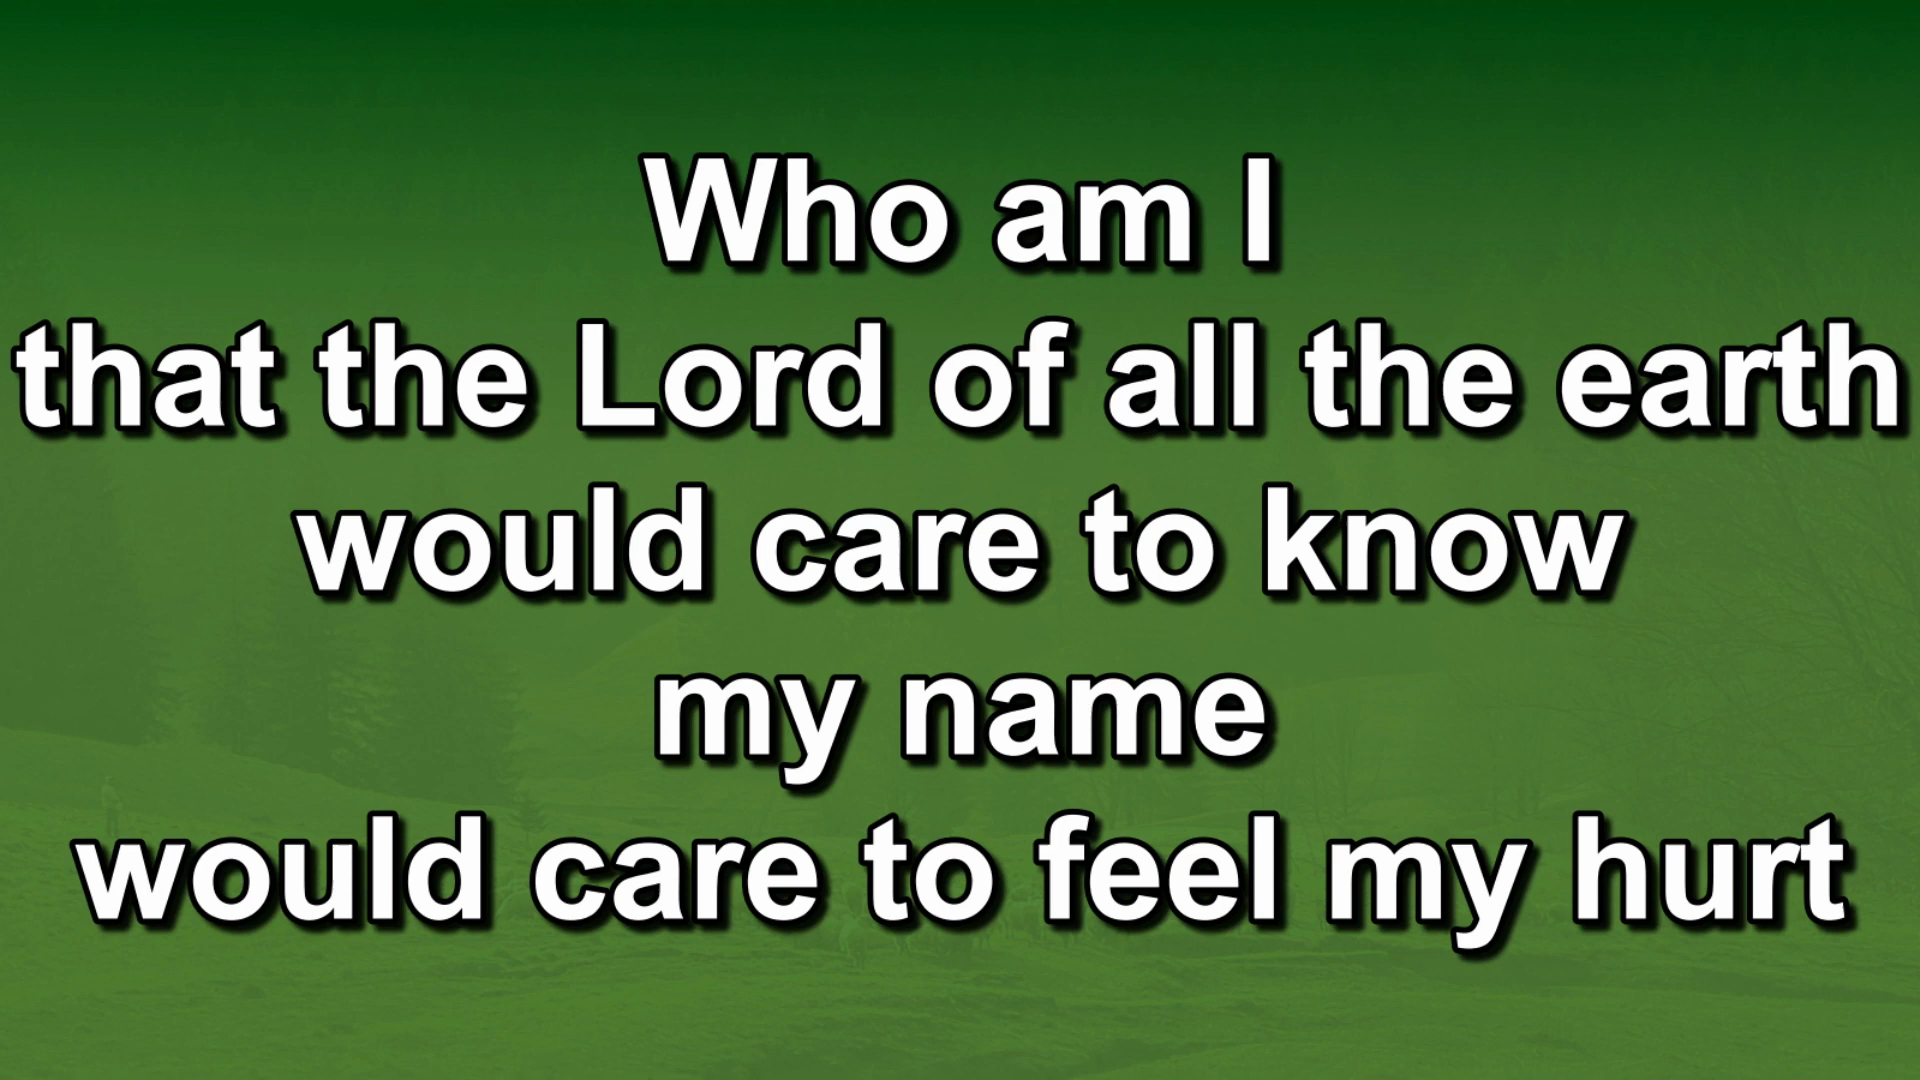 Who am I
that the Lord of all the earth
would care to know
my name
would care to feel my hurt